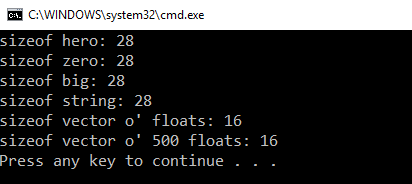 C:\WINDOWS\system32\cmd.exe
sizeof hero: 28
sizeof zero: 28
sizeof big: 28
sizeof string: 28
sizeof vector o' floats: 16
sizeof vector o' 500 floats: 16
Press any key to continue . . .